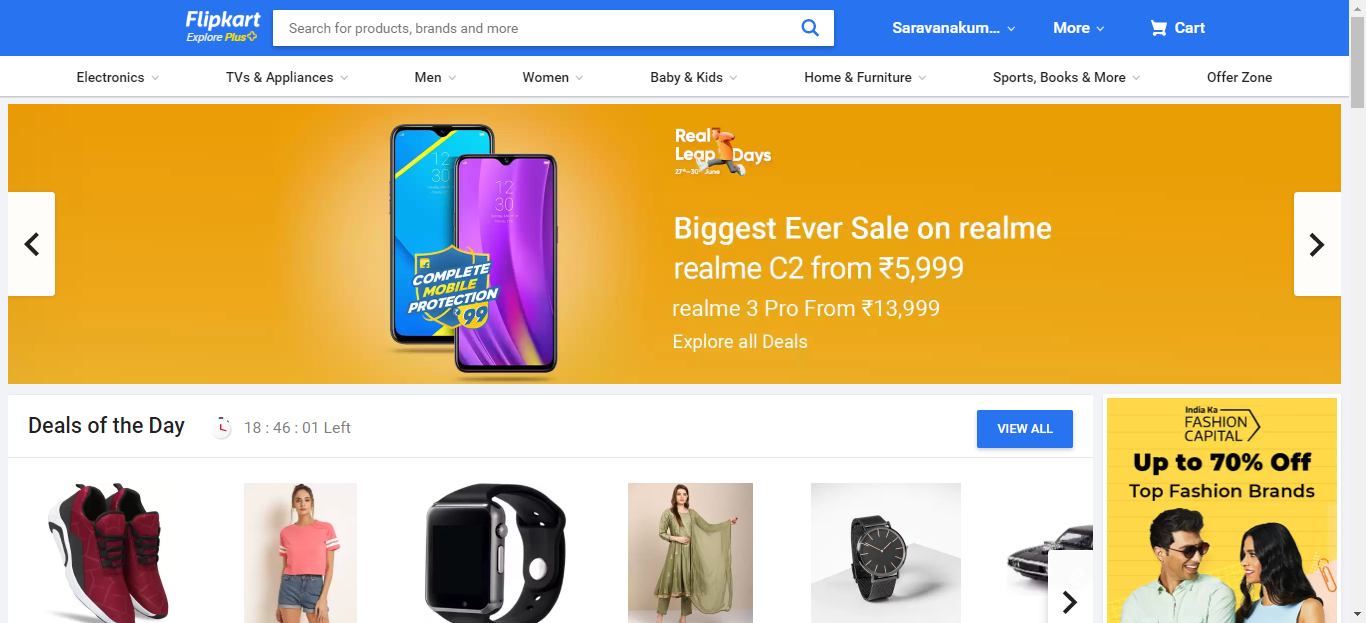 Flipkart
Explore Plus
Search for products, brands and more
Saravanakum...
More
Cart
Electronics
TVs & Appliances
Men
Women
Baby & Kids
Home & Furniture
Sports, Books & More
Offer Zone
12
30
12
30
COMPLETE
MOBILE
PROTECTION
₹99
Real
Leap Days
27th-30th June
Biggest Ever Sale on realme
realme C2 from ₹5,999
realme 3 Pro From ₹13,999
Explore all Deals
Deals of the Day
18 : 46 : 01 Left
VIEW ALL
India Ka
FASHION
CAPITAL
Up to 70% Off
Top Fashion Brands